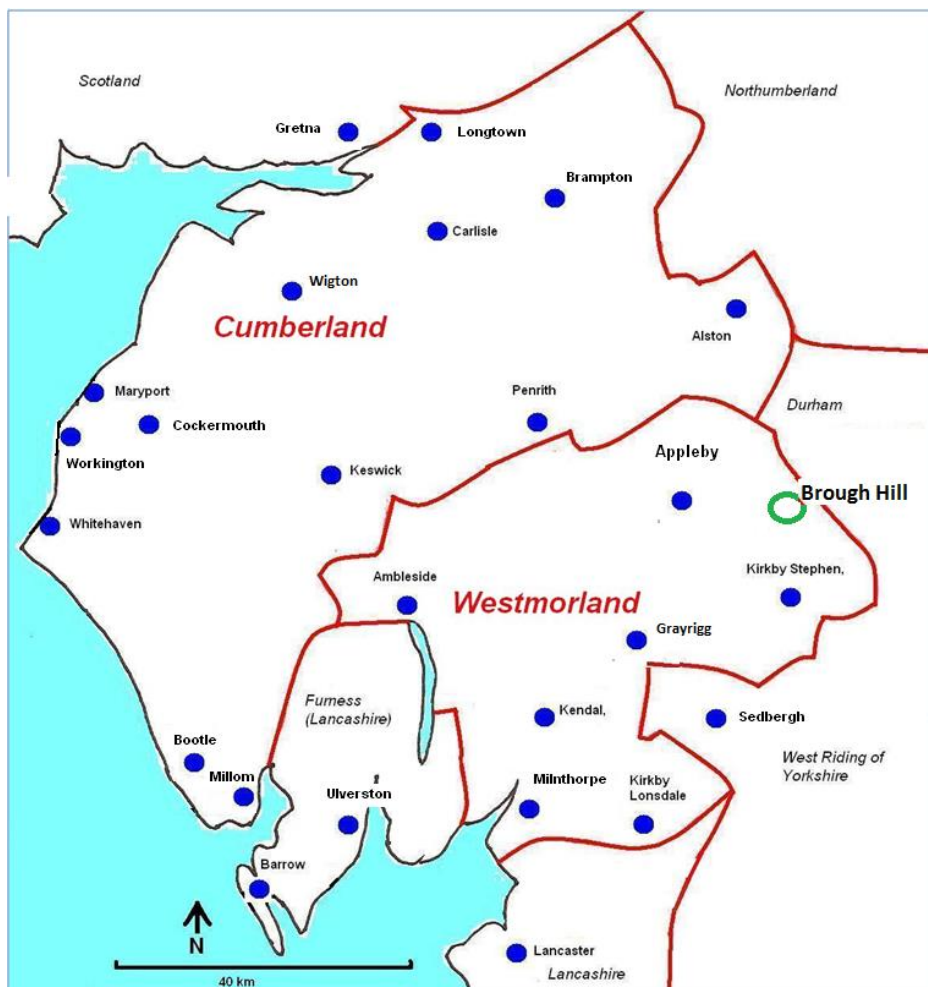 Scotland
Northumberland
Gretna
Longtown
Brampton
Carlisle
Wigton
Cumberland
Alston
Maryport
Penrith
Durham
Cockermouth
Workington
Appleby
Keswick
Brough Hill
Whitehaven
Ambleside
Kirkby Stephen,
Westmorland
Grayrigg
Furness
(Lancashire)
Kendal,
Sedbergh
Bootle
West Riding of
Yorkshire
Millom
Ulverston
Milnthorpe
Kirkby
Lonsdale
Barrow
N
Lancaster
Lancashire
40 km